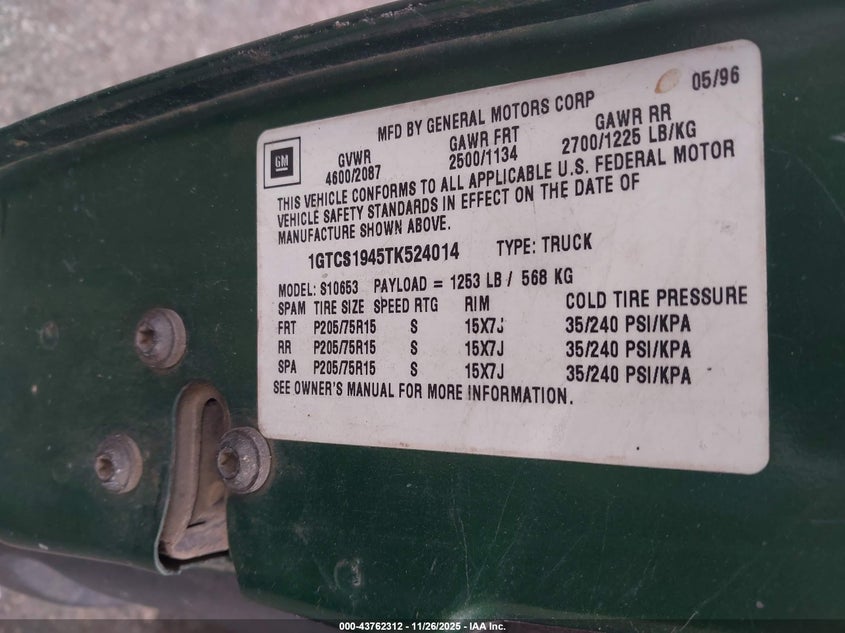 05/96
MFD BY GENERAL MOTORS CORP
GM
GVWR GAWR FRT GAWR RR
4600/2087 2500/1134 2700/1225 LB/KG
THIS VEHICLE CONFORMS TO ALL APPLICABLE U.S. FEDERAL MOTOR
VEHICLE SAFETY STANDARDS IN EFFECT ON THE DATE OF
MANUFACTURE SHOWN ABOVE.
1GTCS1945TK524014 TYPE: TRUCK
MODEL: S10653 PAYLOAD = 1253 LB / 568 KG
SPAM TIRE SIZE SPEED RTG RIM COLD TIRE PRESSURE
FRT P205/75R15 S 15X7J 35/240 PSI/KPA
RR P205/75R15 S 15X7J 35/240 PSI/KPA
SPA P205/75R15 S 15X7J 35/240 PSI/KPA
SEE OWNER'S MANUAL FOR MORE INFORMATION.
000-43762312 - 11/26/2025 - IAA Inc.